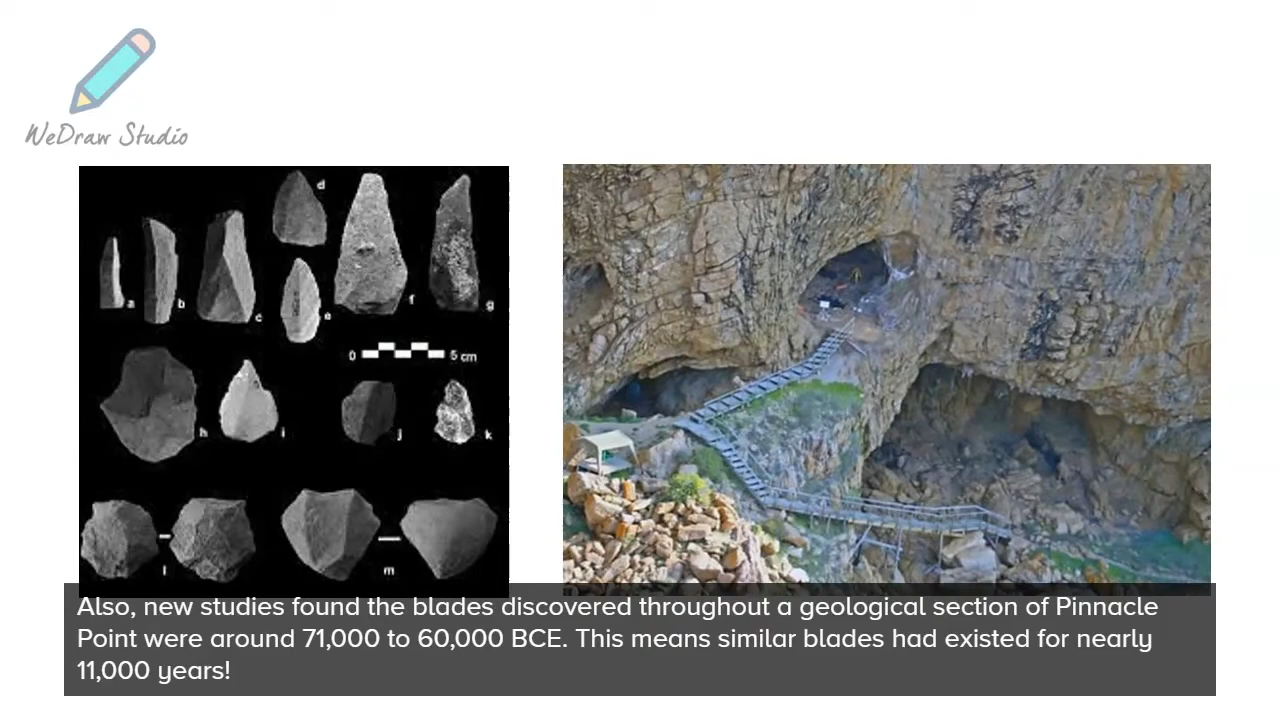 WeDraw Studio
d
a b c e f g
0 5 cm
h i j k
l m
Also, new studies found the blades discovered throughout a geological section of Pinnacle
Point were around 71,000 to 60,000 BCE. This means similar blades had existed for nearly
11,000 years!